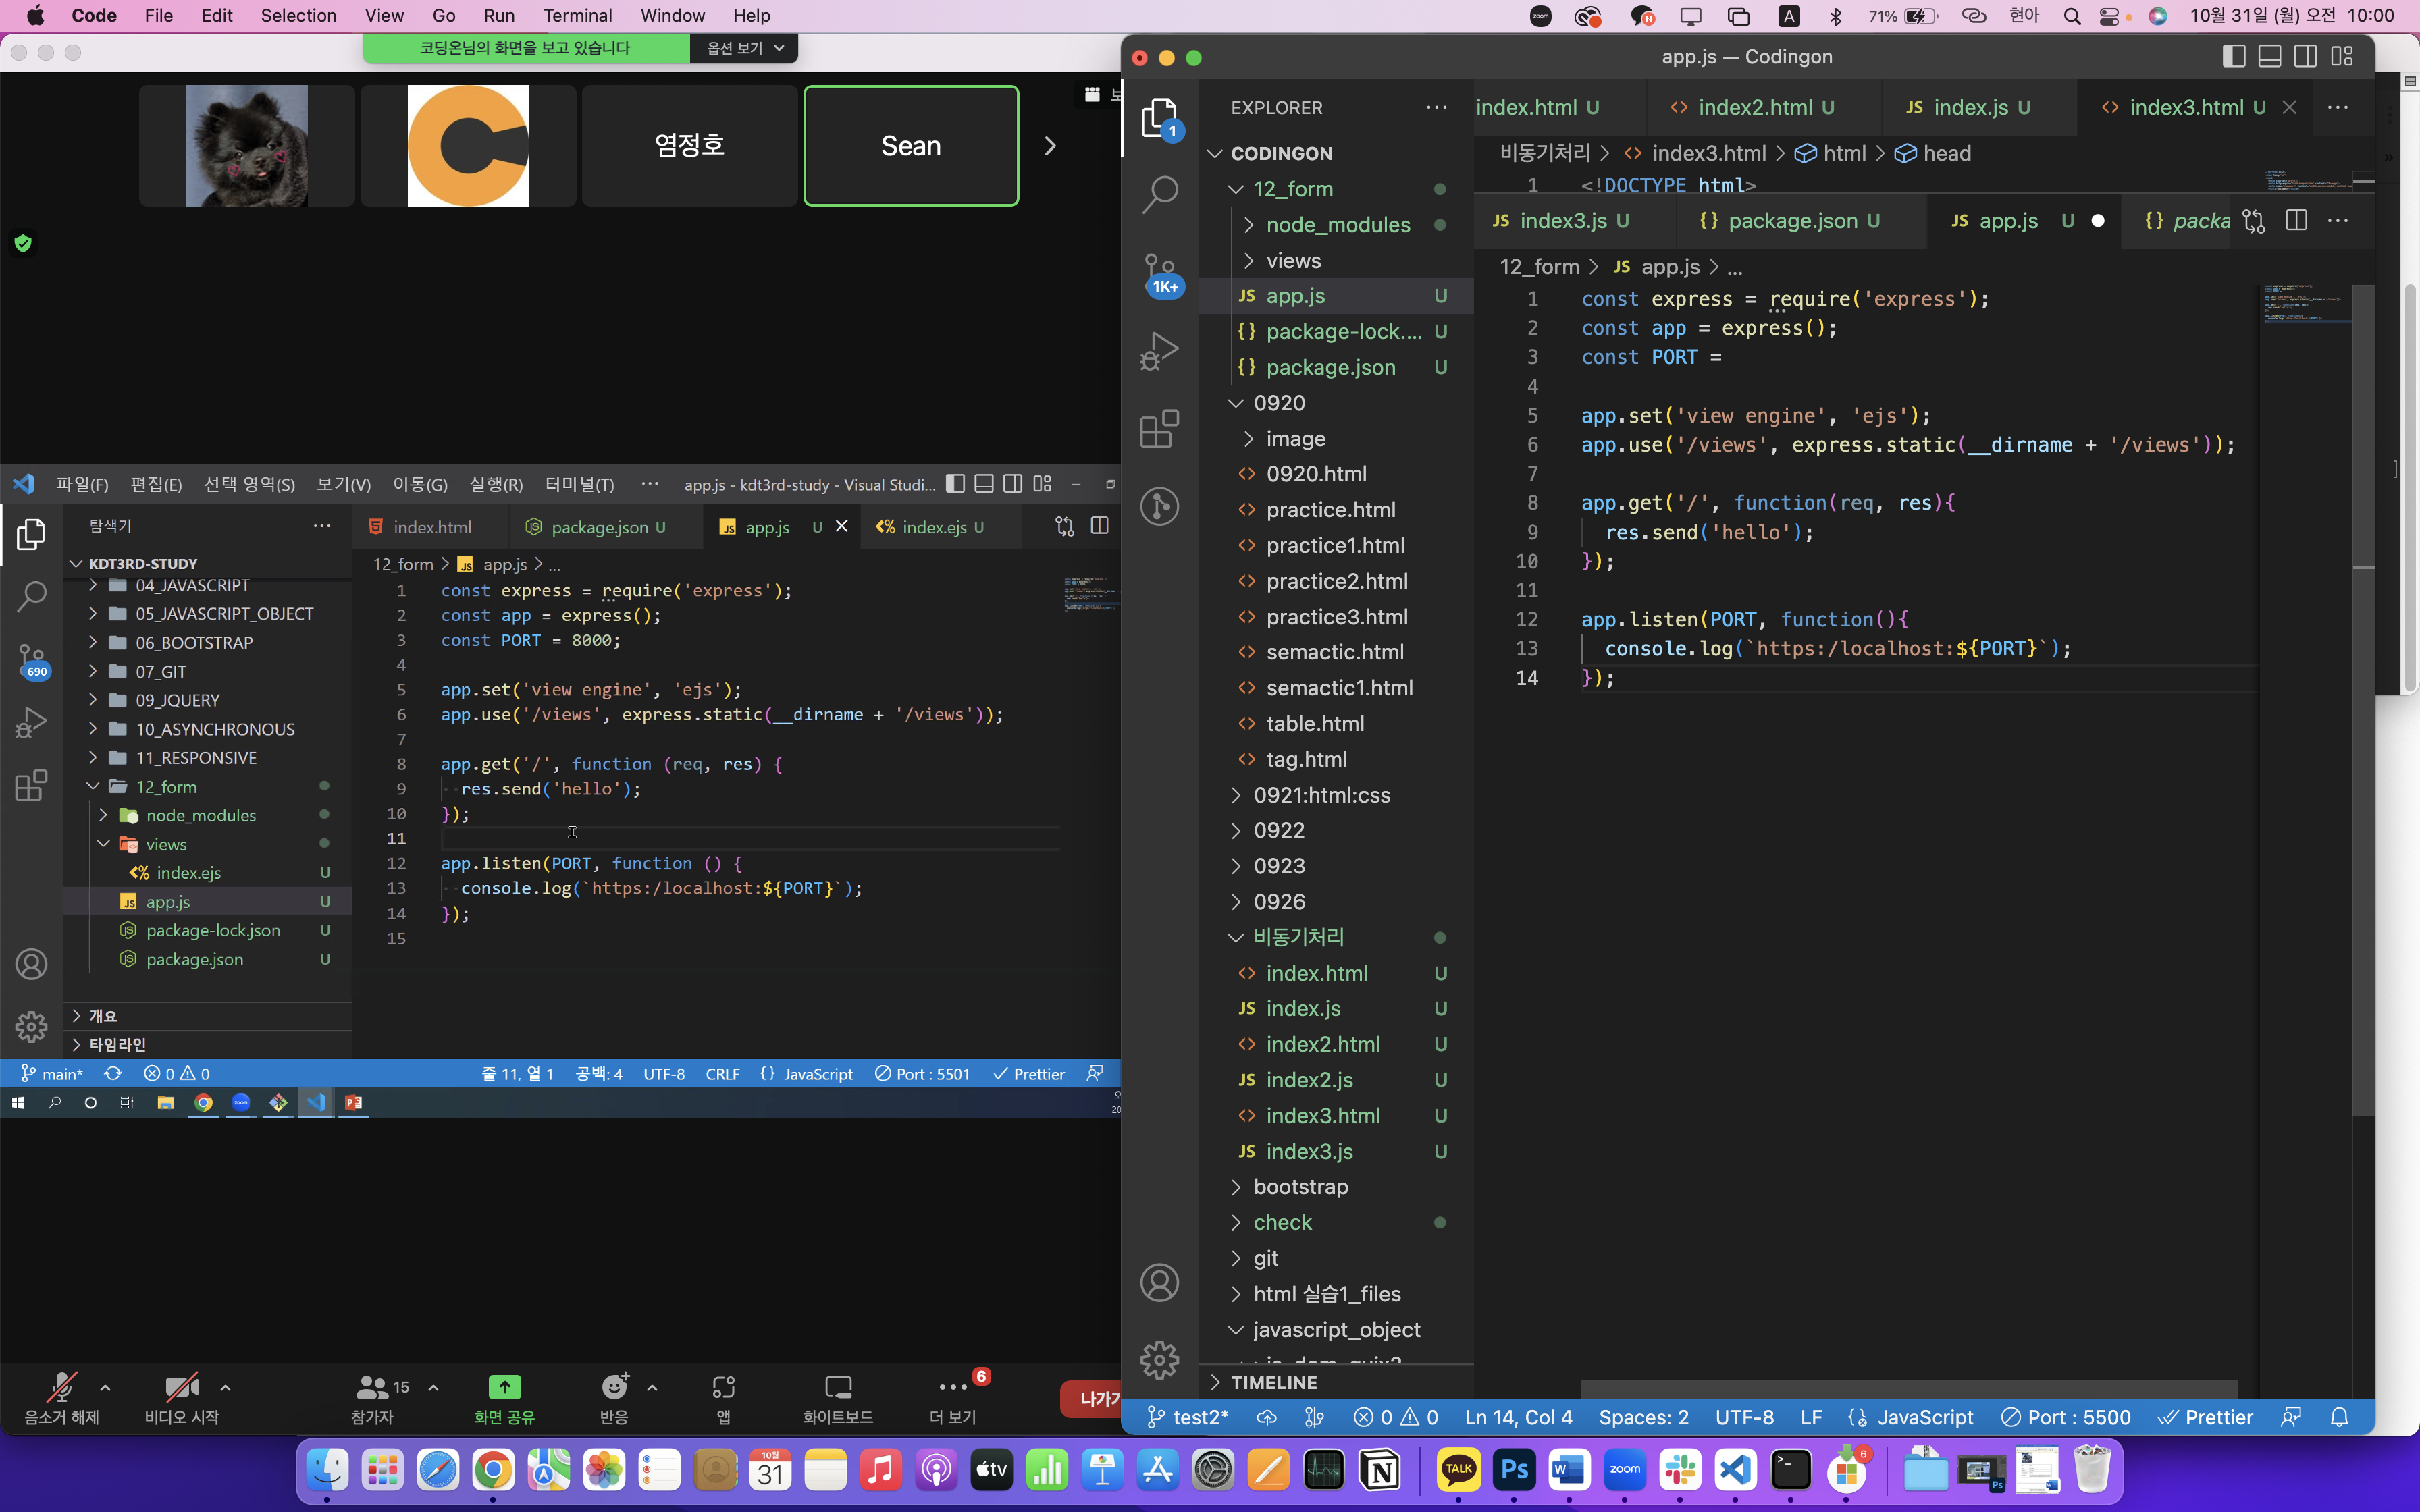 Code File Edit Selection View Go Run Terminal Window Help
zoom N A 71% 현아 10월 31일 (월) 오전 10:00
코딩온님의 화면을 보고 있습니다 옵션 보기
염정호
Sean
파일(F) 편집(E) 선택 영역(S) 보기(V) 이동(G) 실행(R) 터미널(T) ··· app.js - kdt3rd-study - Visual Studi...
탐색기 ···
index.html package.json U app.js U index.ejs U
KDT3RD-STUDY
04_JAVASCRIPT
05_JAVASCRIPT_OBJECT
06_BOOTSTRAP
07_GIT
09_JQUERY
10_ASYNCHRONOUS
11_RESPONSIVE
12_form
node_modules
views
index.ejs U
app.js U
package-lock.json U
package.json U
개요
타임라인
690
12_form > app.js > ...
1 const express = require('express');
2 const app = express();
3 const PORT = 8000;
4
5 app.set('view engine', 'ejs');
6 app.use('/views', express.static(__dirname + '/views'));
7
8 app.get('/', function (req, res) {
9 res.send('hello');
10 });
11
12 app.listen(PORT, function () {
13 console.log(`https:/localhost:${PORT}`);
14 });
15
main* 0 0 줄 11, 열 1 공백: 4 UTF-8 CRLF {} JavaScript Port : 5501 Prettier
20
음소거 해제 비디오 시작 15 참가자 화면 공유 반응 앱 화이트보드 6 더 보기
app.js — Codingon
EXPLORER ···
1
1K+
CODINGON
12_form
node_modules
views
JS app.js U
{} package-lock.... U
{} package.json U
0920
image
0920.html
practice.html
practice1.html
practice2.html
practice3.html
semactic.html
semactic1.html
table.html
tag.html
0921:html:css
0922
0923
0926
비동기처리
index.html U
JS index.js U
index2.html U
JS index2.js U
index3.html U
JS index3.js U
bootstrap
check
git
html 실습1_files
javascript_object
TIMELINE
index.html U index2.html U JS index.js U index3.html U ···
비동기처리 > index3.html > html > head
1 <!DOCTYPE html>
JS index3.js U {} package.json U JS app.js U {} packa ···
12_form > JS app.js > ...
1 const express = require('express');
2 const app = express();
3 const PORT =
4
5 app.set('view engine', 'ejs');
6 app.use('/views', express.static(__dirname + '/views'));
7
8 app.get('/', function(req, res){
9 res.send('hello');
10 });
11
12 app.listen(PORT, function(){
13 console.log(`https:/localhost:${PORT}`);
14 });
test2* 0 0 Ln 14, Col 4 Spaces: 2 UTF-8 LF JavaScript Port : 5500 Prettier
10월 31 tv TALK Ps W zoom 6